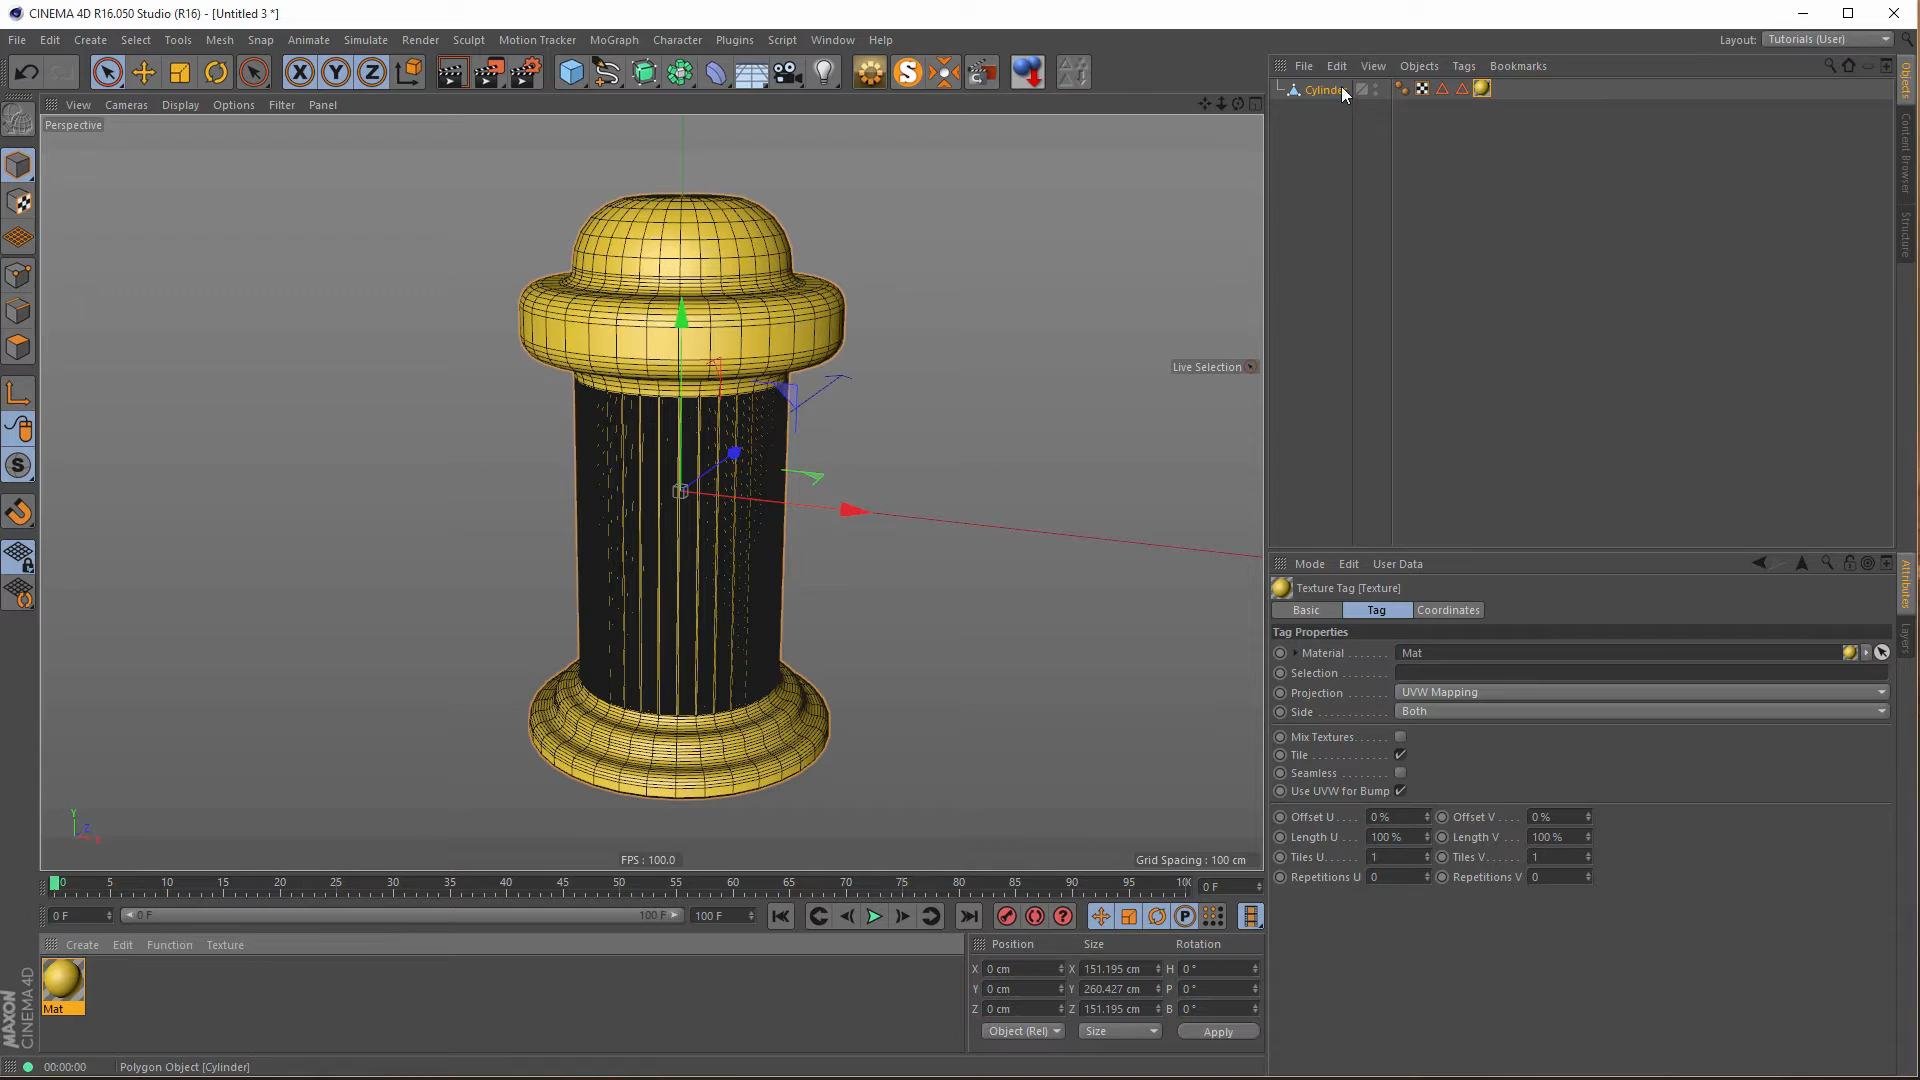 CINEMA 4D R16.050 Studio (R16) - [Untitled 3 *]
File Edit Create Select Tools Mesh Snap Animate Simulate Render Sculpt Motion Tracker MoGraph Character Plugins Script Window Help
Layout: Tutorials (User)
X Y Z
File Edit View Objects Tags Bookmarks
View Cameras Display Options Filter Panel
Cylinder
Perspective
Live Selection
Objects
Content Browser
Structure
Mode Edit User Data
Texture Tag [Texture]
Basic Tag Coordinates
Tag Properties
Material Mat
Selection
Projection UVW Mapping
Side Both
Mix Textures
Tile
Seamless
Use UVW for Bump
Offset U 0 % Offset V 0 %
Length U 100 % Length V 100 %
Tiles U 1 Tiles V 1
Repetitions U 0 Repetitions V 0
Attributes
Layers
Y
Z
X
FPS : 100.0
Grid Spacing : 100 cm
0 5 10 15 20 25 30 35 40 45 50 55 60 65 70 75 80 85 90 95 10 0 F
0 F 0 F 100 F 100 F
Create Edit Function Texture
Mat
Position Size Rotation
X 0 cm X 151.195 cm H 0 °
Y 0 cm Y 260.427 cm P 0 °
Z 0 cm Z 151.195 cm B 0 °
Object (Rel) Size Apply
MAXON
CINEMA 4D
00:00:00 Polygon Object [Cylinder]